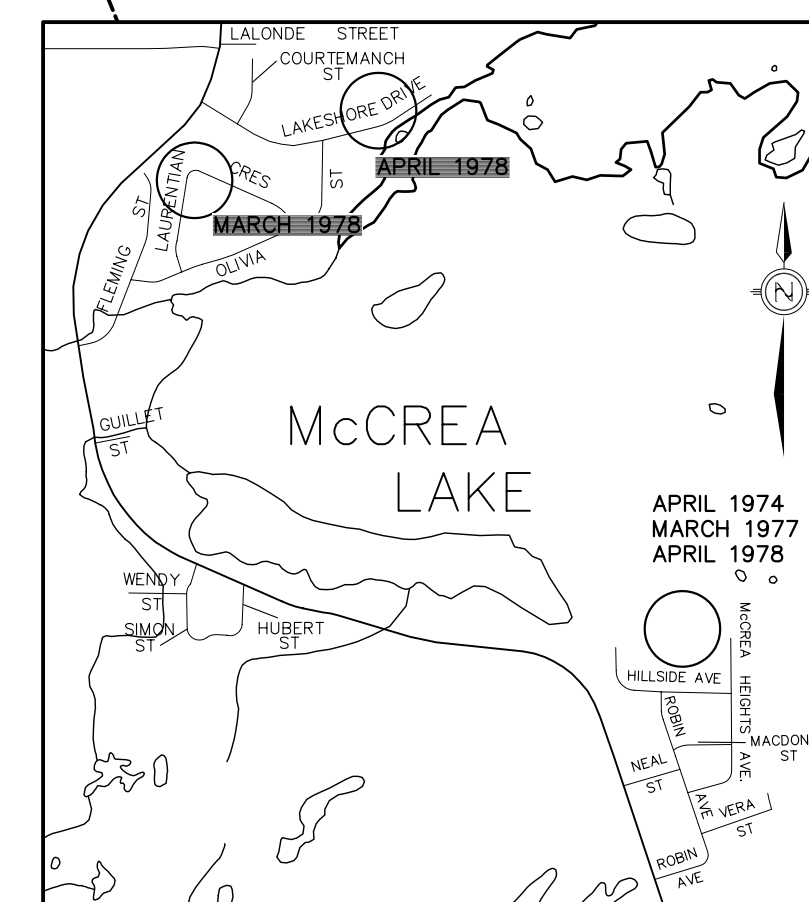 LALONDE STREET
COURTEMANCH
ST
LAKESHORE DRIVE
APRIL 1978
LAURENTIAN
CRES
ST
ST
MARCH 1978
FLEMING
OLIVIA
N
GUILLET
ST
McCREA
LAKE
APRIL 1974
MARCH 1977
APRIL 1978
WENDY
ST
SIMON
ST
HUBERT
ST
McCREA HEIGHTS AVE.
HILLSIDE AVE
ROBIN
MACDON
ST
NEAL
ST
AVE
VERA
ST
ROBIN
AVE